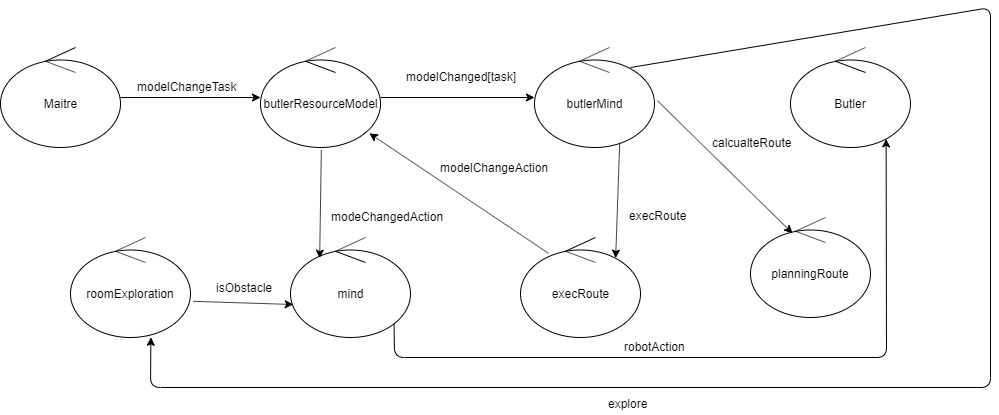 modelChangeTask
modelChanged[task]
Maitre
butlerResourceModel
butlerMind
Butler
calcualteRoute
modelChangeAction
modeChangedAction
execRoute
planningRoute
isObstacle
roomExploration
mind
execRoute
robotAction
explore